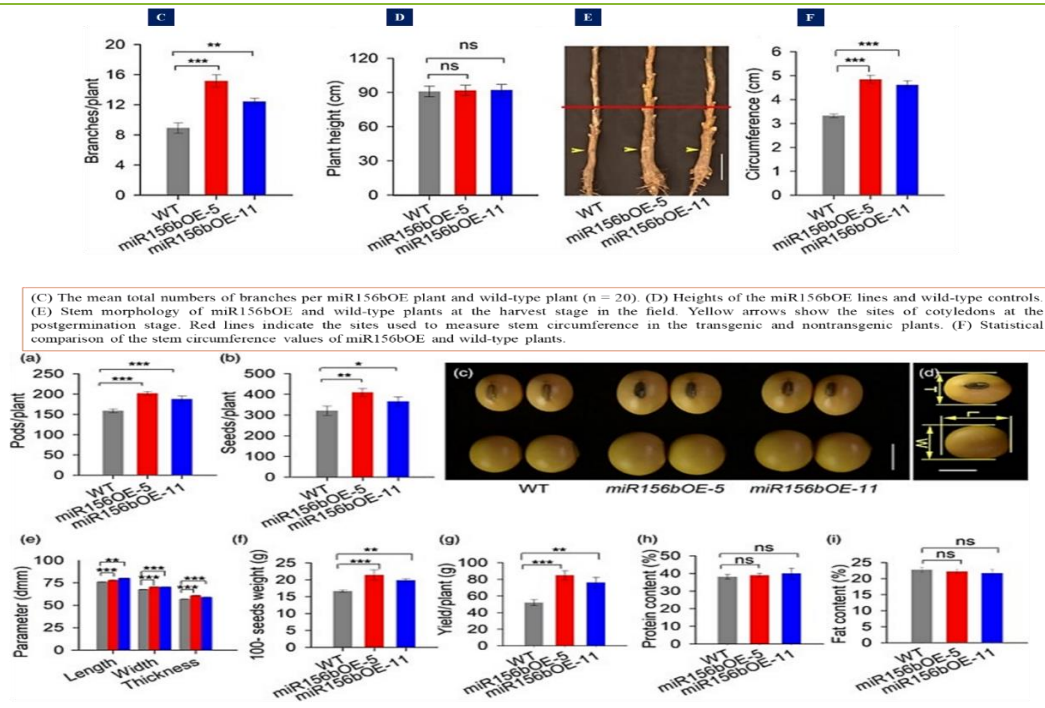 C
D
E
F
Branches/plant
20
16
12
8
4
0
**
***
WT
miR156bOE-5
miR156bOE-11
Plant height (cm)
150
120
90
60
30
0
ns
ns
WT
miR156bOE-5
miR156bOE-11
WT
miR156bOE-5
miR156bOE-11
Circumference (cm)
6
5
4
3
2
1
0
***
***
WT
miR156bOE-5
miR156bOE-11
(C) The mean total numbers of branches per miR156bOE plant and wild-type plant (n = 20). (D) Heights of the miR156bOE lines and wild-type controls.
(E) Stem morphology of miR156bOE and wild-type plants at the harvest stage in the field. Yellow arrows show the sites of cotyledons at the
postgermination stage. Red lines indicate the sites used to measure stem circumference in the transgenic and nontransgenic plants. (F) Statistical
comparison of the stem circumference values of miR156bOE and wild-type plants.
(a)
Pods/plant
250
200
150
100
50
0
***
***
WT
miR156OE-5
miR156bOE-11
(b)
Seeds/plant
500
400
300
200
100
0
*
**
WT
miR156bOE-5
miR156bOE-11
(c)
WT
miR156bOE-5
miR156bOE-11
(d)
T
L
W
(e)
Parameter (dmm)
100
75
50
25
0
**
***
***
***
***
***
Length
Width
Thickness
(f)
100- seeds weight (g)
25
20
15
10
5
0
**
***
WT
miR156bOE-5
miR156bOE-11
(g)
Yield/plant (g)
100
80
60
40
20
0
**
***
WT
miR156bOE-5
miR156bOE-11
(h)
Protein content (%)
50
40
30
20
10
0
ns
ns
WT
miR156bOE-5
miR156bOE-11
(i)
Fat content (%)
25
20
15
10
5
0
ns
ns
WT
miR156bOE-5
miR156bOE-11